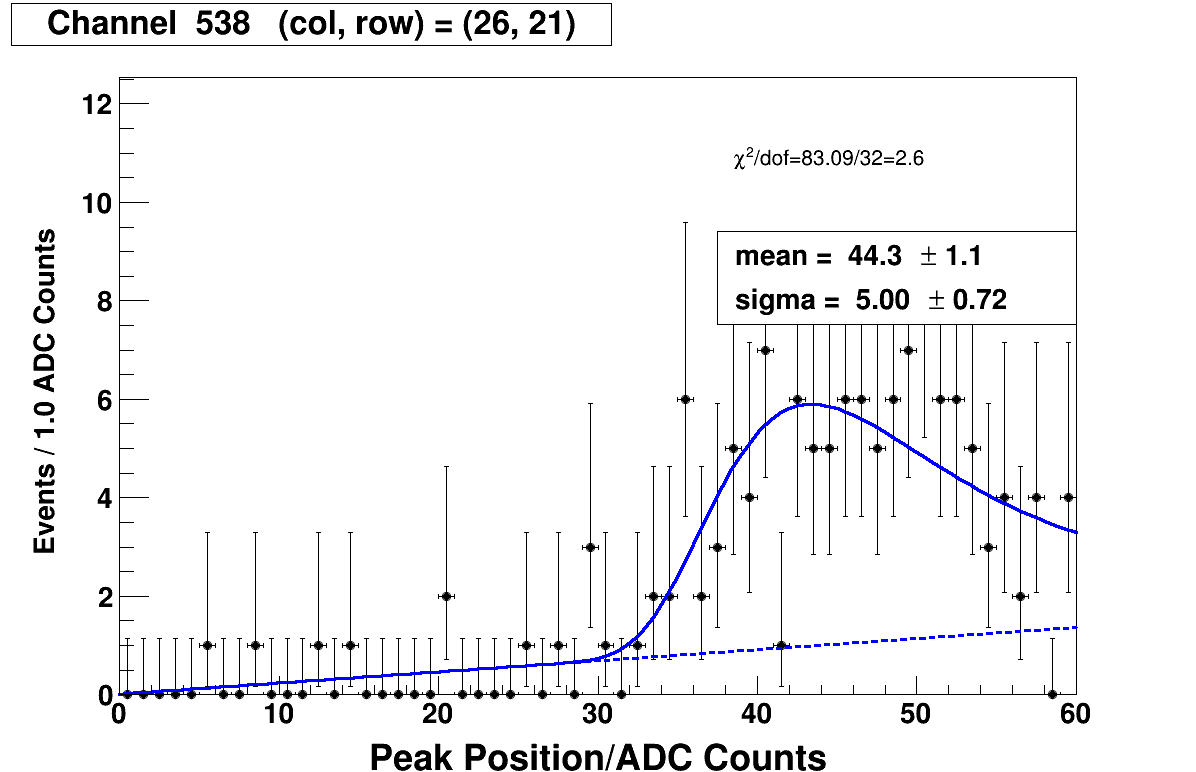 Channel 538 (col, row) = (26, 21)
12
10
8
6
4
2
0
Events / 1.0 ADC Counts
χ²/dof=83.09/32=2.6
mean = 44.3 ± 1.1
sigma = 5.00 ± 0.72
0 10 20 30 40 50 60
Peak Position/ADC Counts